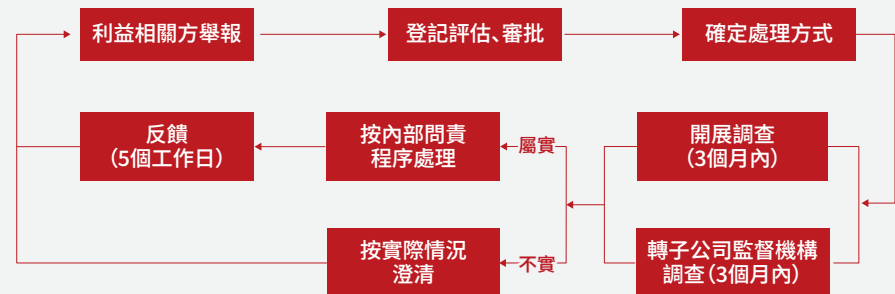 利益相關方舉報
登記評估、審批
確定處理方式
反饋
(5個工作日)
按內部問責
程序處理
屬實
開展調查
(3個月內)
按實際情況
澄清
不實
轉子公司監督機構
調查(3個月內)